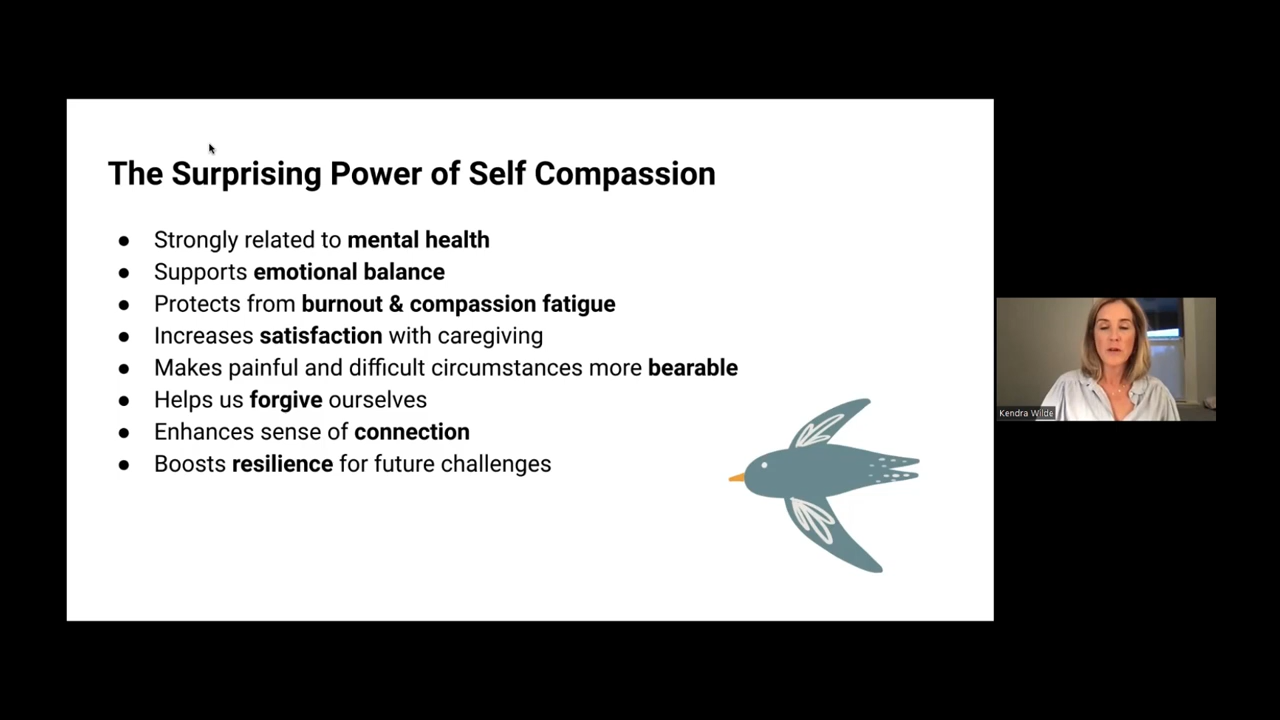 The Surprising Power of Self Compassion
● Strongly related to mental health
● Supports emotional balance
● Protects from burnout & compassion fatigue
● Increases satisfaction with caregiving
● Makes painful and difficult circumstances more bearable
● Helps us forgive ourselves
● Enhances sense of connection
● Boosts resilience for future challenges
Kendra Wilde